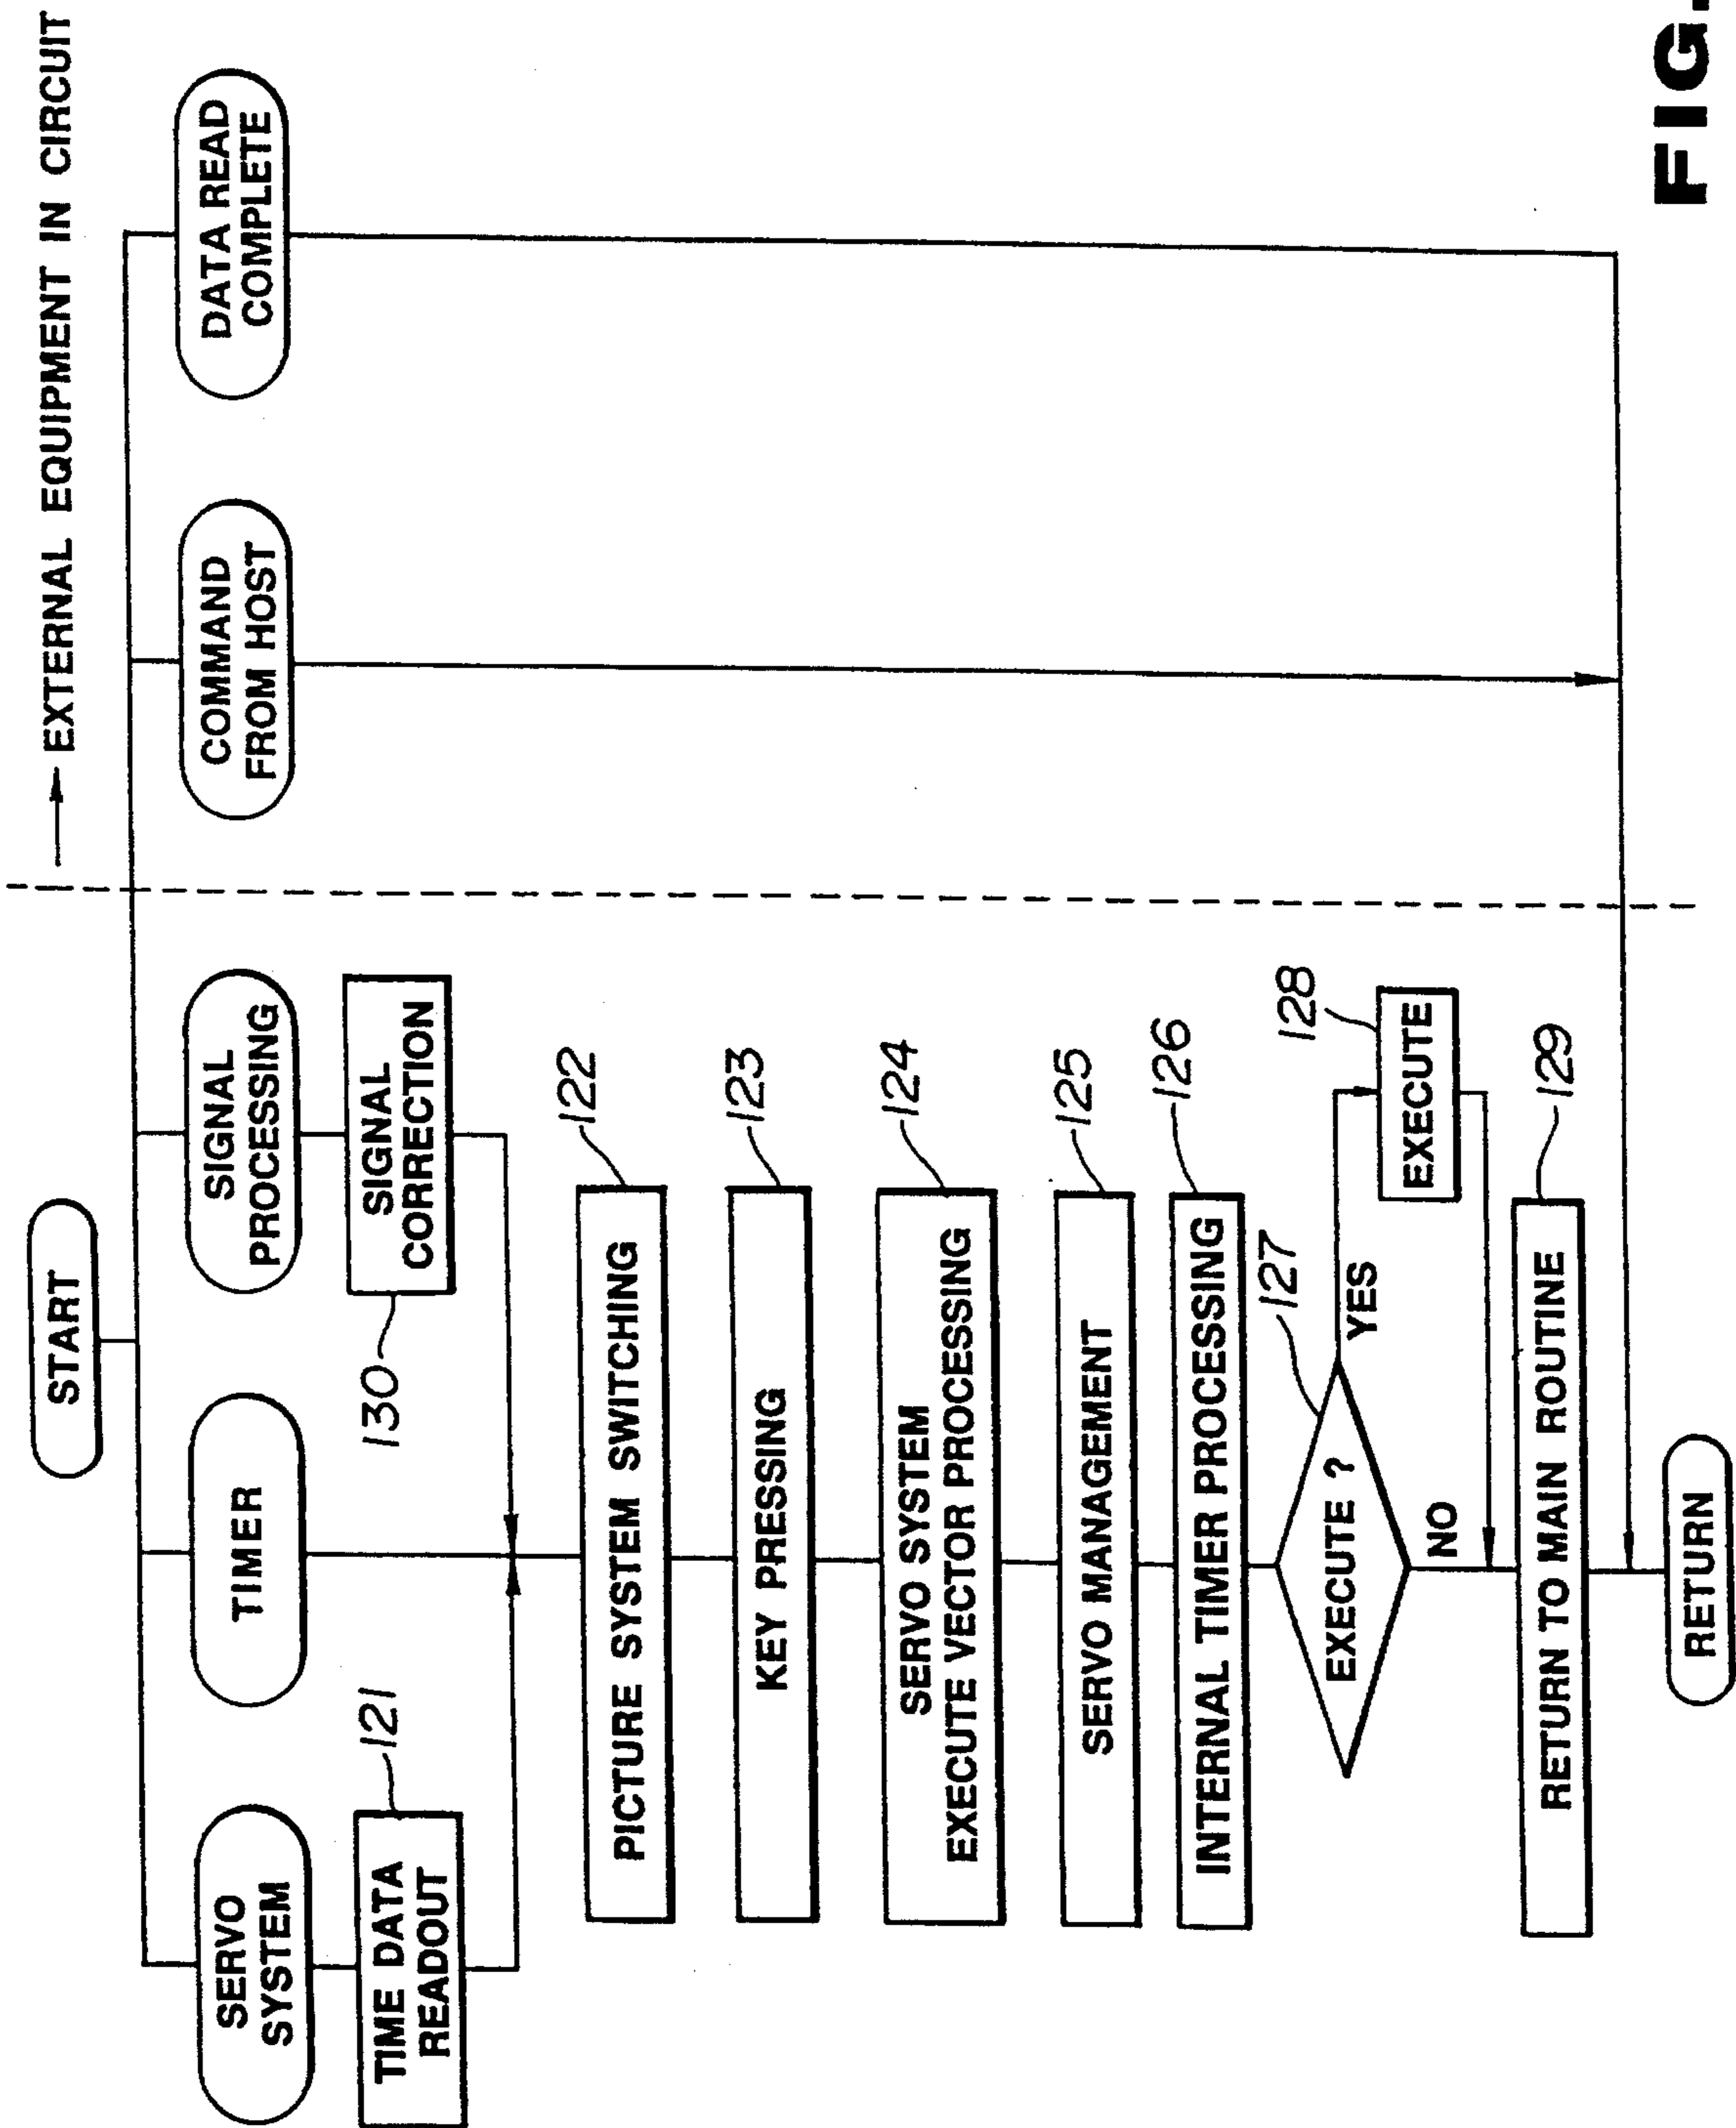 → EXTERNAL EQUIPMENT IN CIRCUIT
START
SERVO
SYSTEM
TIMER
SIGNAL
PROCESSING
COMMAND
FROM HOST
DATA READ
COMPLETE
TIME DATA
READOUT
121
SIGNAL
CORRECTION
130
PICTURE SYSTEM SWITCHING
122
KEY PRESSING
123
SERVO SYSTEM
EXECUTE VECTOR PROCESSING
124
SERVO MANAGEMENT
125
INTERNAL TIMER PROCESSING
126
EXECUTE ?
127
YES
NO
EXECUTE
128
RETURN TO MAIN ROUTINE
129
RETURN
FIG.